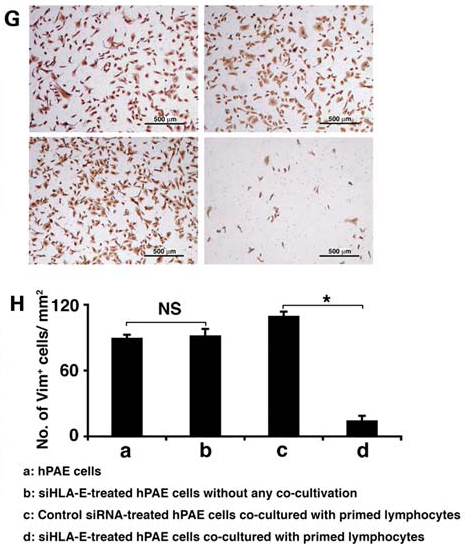 G
500 µm
500 µm
500 µm
500 µm
H
No. of Vim⁺ cells/ mm²
120
60
0
NS
*
a b c d
a: hPAE cells
b: siHLA-E-treated hPAE cells without any co-cultivation
c: Control siRNA-treated hPAE cells co-cultured with primed lymphocytes
d: siHLA-E-treated hPAE cells co-cultured with primed lymphocytes